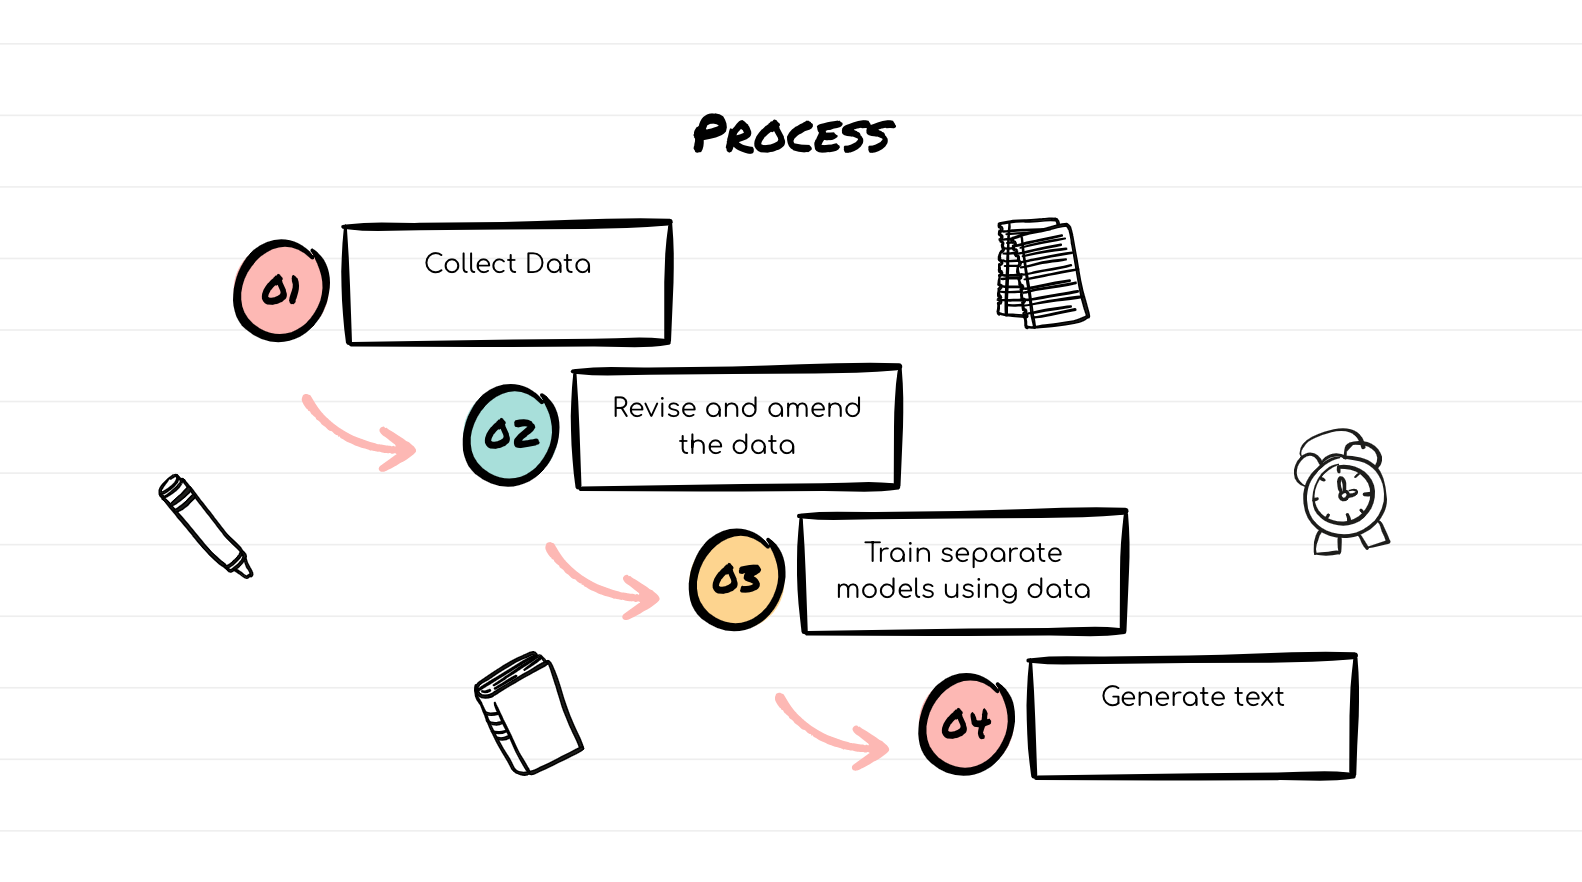 Process
01
Collect Data
02
Revise and amend
the data
03
Train separate
models using data
04
Generate text